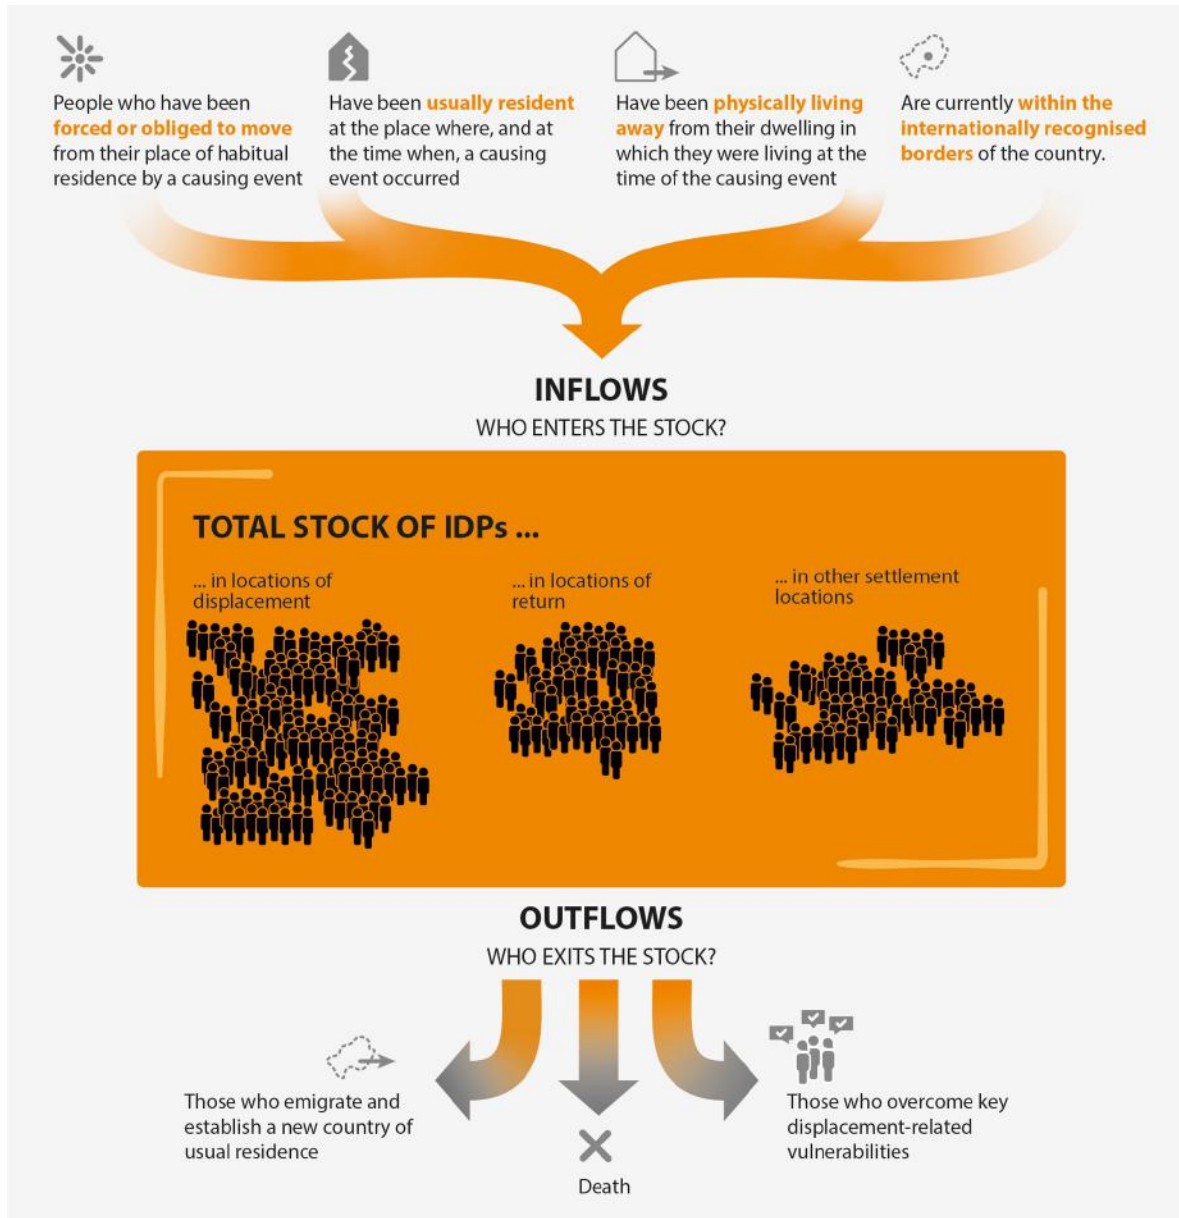 People who have been
forced or obliged to move
from their place of habitual
residence by a causing event
Have been usually resident
at the place where, and at
the time when, a causing
event occurred
Have been physically living
away from their dwelling in
which they were living at the
time of the causing event
Are currently within the
internationally recognised
borders of the country.
INFLOWS
WHO ENTERS THE STOCK?
TOTAL STOCK OF IDPs ...
... in locations of
displacement
... in locations of
return
... in other settlement
locations
OUTFLOWS
WHO EXITS THE STOCK?
Those who emigrate and
establish a new country of
usual residence
Death
Those who overcome key
displacement-related
vulnerabilities